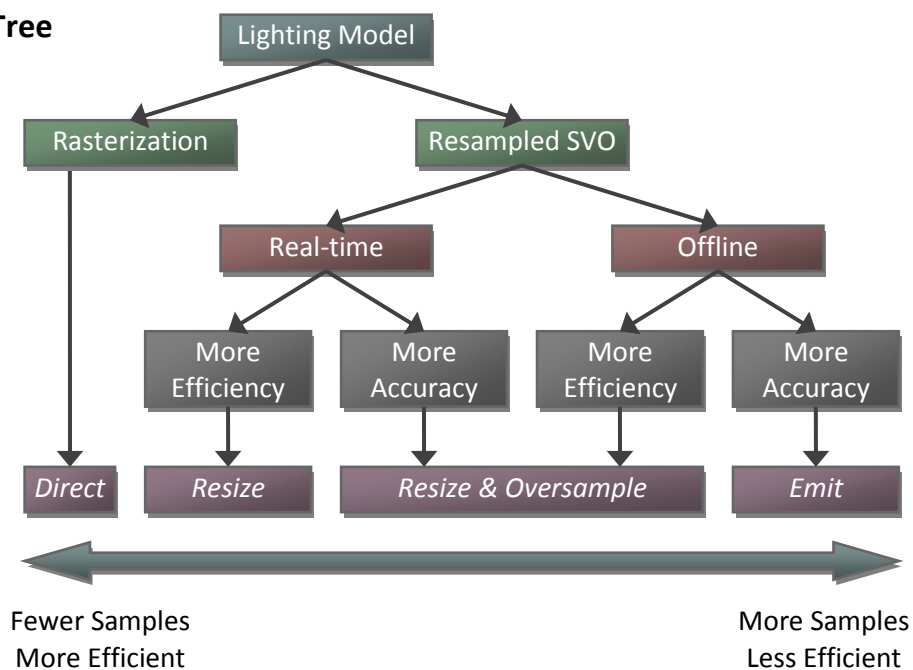 Tree
Lighting Model
Rasterization
Resampled SVO
Real-time
Offline
More
Efficiency
More
Accuracy
More
Efficiency
More
Accuracy
Direct
Resize
Resize & Oversample
Emit
Fewer Samples
More Efficient
More Samples
Less Efficient